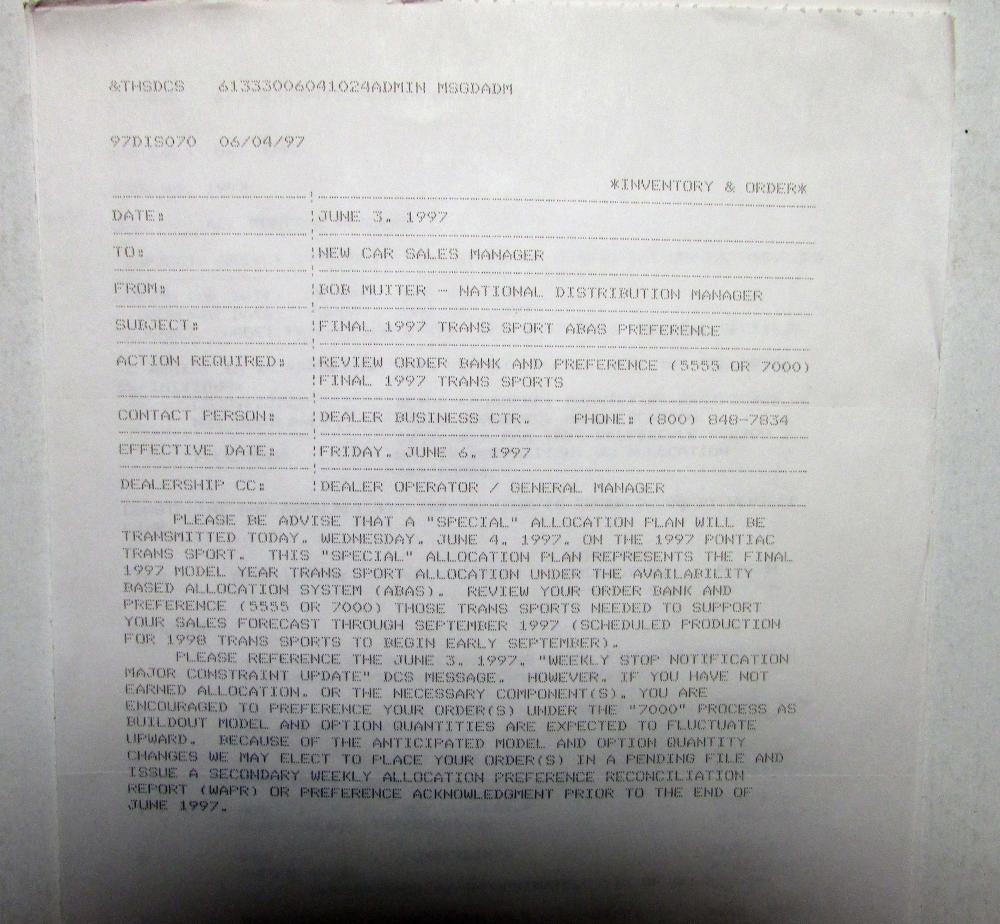 &THSDCS 61333006041024ADMIN MSGDADM
97DIS070 06/04/97
*INVENTORY & ORDER*
DATE: JUNE 3, 1997
TO: NEW CAR SALES MANAGER
FROM: BOB MUITER - NATIONAL DISTRIBUTION MANAGER
SUBJECT: FINAL 1997 TRANS SPORT ABAS PREFERENCE
ACTION REQUIRED: REVIEW ORDER BANK AND PREFERENCE (5555 OR 7000)
FINAL 1997 TRANS SPORTS
CONTACT PERSON: DEALER BUSINESS CTR. PHONE: (800) 848-7834
EFFECTIVE DATE: FRIDAY, JUNE 6, 1997
DEALERSHIP CC: DEALER OPERATOR / GENERAL MANAGER
PLEASE BE ADVISE THAT A "SPECIAL" ALLOCATION PLAN WILL BE
TRANSMITTED TODAY, WEDNESDAY, JUNE 4, 1997, ON THE 1997 PONTIAC
TRANS SPORT. THIS "SPECIAL" ALLOCATION PLAN REPRESENTS THE FINAL
1997 MODEL YEAR TRANS SPORT ALLOCATION UNDER THE AVAILABILITY
BASED ALLOCATION SYSTEM (ABAS). REVIEW YOUR ORDER BANK AND
PREFERENCE (5555 OR 7000) THOSE TRANS SPORTS NEEDED TO SUPPORT
YOUR SALES FORECAST THROUGH SEPTEMBER 1997 (SCHEDULED PRODUCTION
FOR 1998 TRANS SPORTS TO BEGIN EARLY SEPTEMBER).
PLEASE REFERENCE THE JUNE 3, 1997, "WEEKLY STOP NOTIFICATION
MAJOR CONSTRAINT UPDATE" DCS MESSAGE. HOWEVER, IF YOU HAVE NOT
EARNED ALLOCATION, OR THE NECESSARY COMPONENT(S), YOU ARE
ENCOURAGED TO PREFERENCE YOUR ORDER(S) UNDER THE "7000" PROCESS AS
BUILDOUT MODEL AND OPTION QUANTITIES ARE EXPECTED TO FLUCTUATE
UPWARD. BECAUSE OF THE ANTICIPATED MODEL AND OPTION QUANTITY
CHANGES WE MAY ELECT TO PLACE YOUR ORDER(S) IN A PENDING FILE AND
ISSUE A SECONDARY WEEKLY ALLOCATION PREFERENCE RECONCILIATION
REPORT (WAPR) OR PREFERENCE ACKNOWLEDGMENT PRIOR TO THE END OF
JUNE 1997.